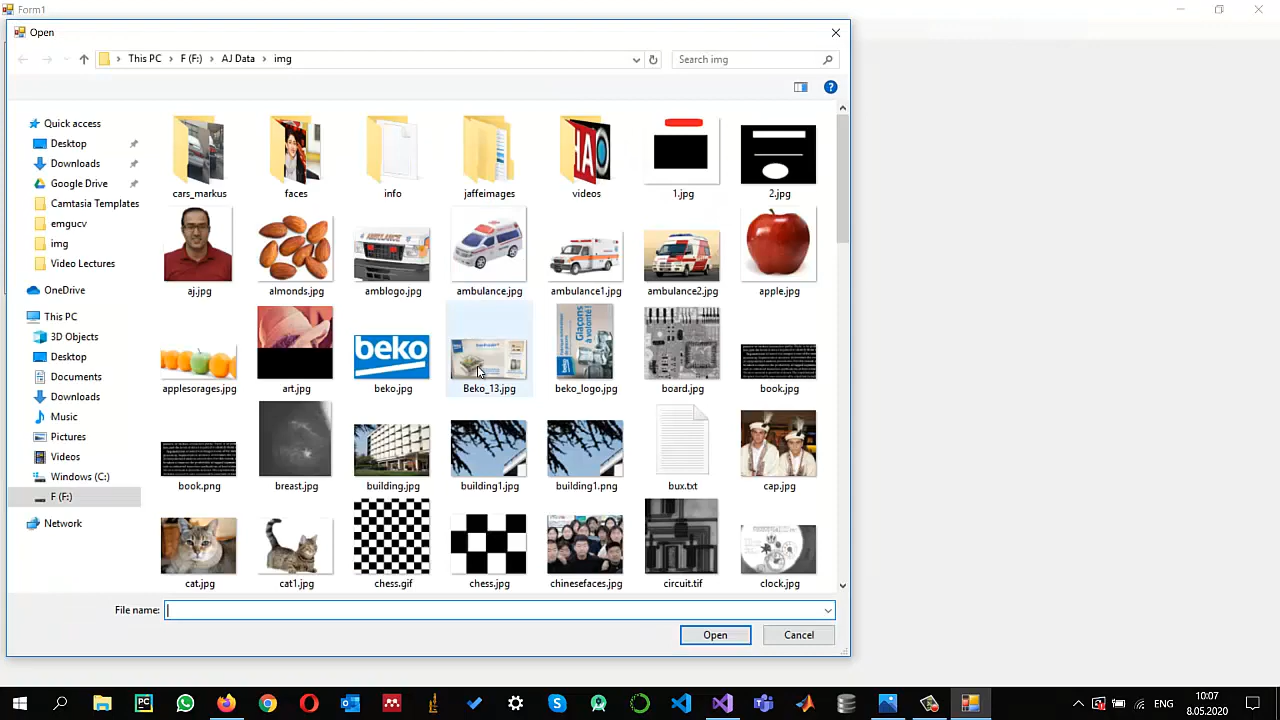 Form1
Open
This PC > F (F:) > AJ Data > img
Search img
Quick access
Desktop
Downloads
Google Drive
Camtasia Templates
emgucv
img
Video Lectures
OneDrive
This PC
3D Objects
Desktop
Documents
Downloads
Music
Pictures
Videos
Windows (C:)
F (F:)
Network
cars_markus
faces
info
jaffeimages
videos
1.jpg
2.jpg
aj.jpg
almonds.jpg
AMBULANCE
amblogo.jpg
ambulance.jpg
ambulance1.jpg
ambulance2.jpg
apple.jpg
applesorages.jpg
art.jpg
beko
beko.jpg
Beko_13.jpg
Glaçons
à volonté!
beko_logo.jpg
board.jpg
book.jpg
book.png
breast.jpg
building.jpg
building1.jpg
building1.png
bux.txt
cap.jpg
cat.jpg
cat1.jpg
chess.gif
chess.jpg
chinesefaces.jpg
circuit.tif
clock.jpg
File name:
Open
Cancel
ENG
10:07
8.05.2020